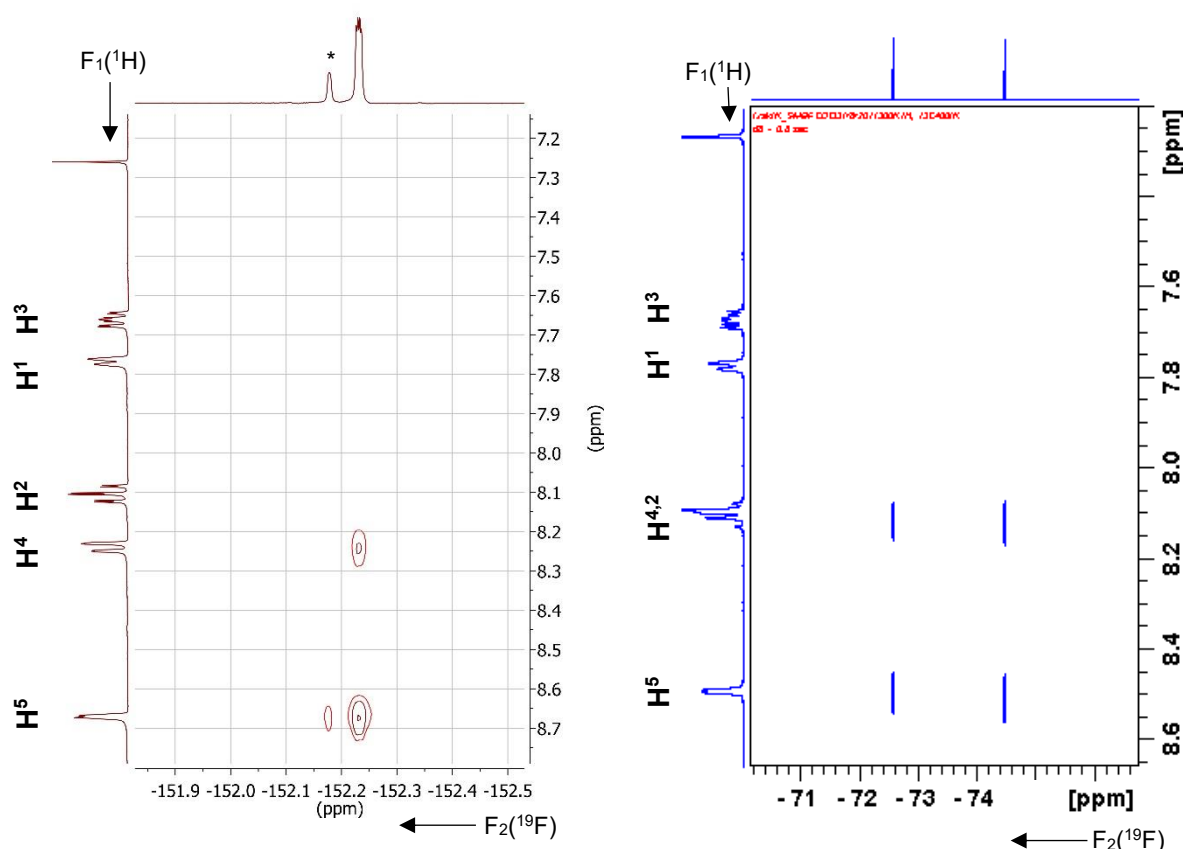 F₁(¹H)
*
7.2
7.3
7.4
7.5
7.6
7.7
7.8
7.9
8.0
8.1
8.2
8.3
8.4
8.5
8.6
8.7
(ppm)
H³
H¹
H²
H⁴
H⁵
-151.9 -152.0 -152.1 -152.2 -152.3 -152.4 -152.5
(ppm)
F₂(¹⁹F)
F₁(¹H)
[ppm]
7.6
7.8
8.0
8.2
8.4
8.6
H³
H¹
H⁴,²
H⁵
- 71 - 72 - 73 - 74 [ppm]
F₂(¹⁹F)